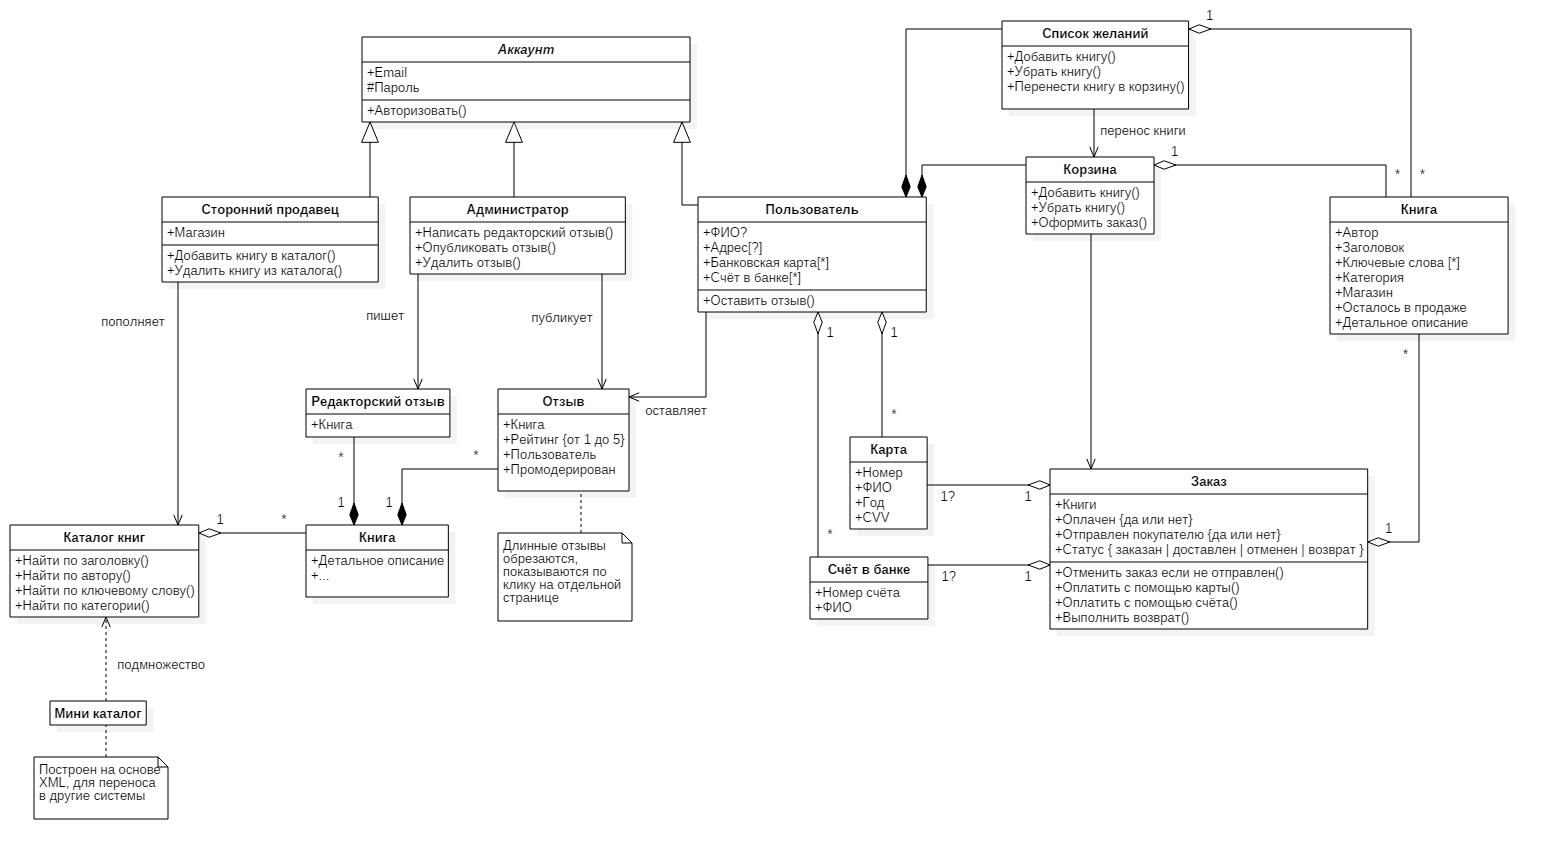 Аккаунт
+Email
#Пароль
+Авторизовать()
Список желаний
+Добавить книгу()
+Убрать книгу()
+Перенести книгу в корзину()
1
перенос книги
Корзина
+Добавить книгу()
+Убрать книгу()
+Оформить заказ()
1
*
*
Сторонний продавец
+Магазин
+Добавить книгу в каталог()
+Удалить книгу из каталога()
Администратор
+Написать редакторский отзыв()
+Опубликовать отзыв()
+Удалить отзыв()
Пользователь
+ФИО?
+Адрес[?]
+Банковская карта[*]
+Счёт в банке[*]
+Оставить отзыв()
Книга
+Автор
+Заголовок
+Ключевые слова [*]
+Категория
+Магазин
+Осталось в продаже
+Детальное описание
пополняет
пишет
публикует
1
1
*
оставляет
*
Редакторский отзыв
+Книга
Отзыв
+Книга
+Рейтинг {от 1 до 5}
+Пользователь
+Промодерирован
*
*
1
1
Карта
+Номер
+ФИО
+Год
+CVV
1?
1
*
Заказ
+Книги
+Оплачен {да или нет}
+Отправлен покупателю {да или нет}
+Статус { заказан | доставлен | отменен | возврат }
+Отменить заказ если не отправлен()
+Оплатить с помощью карты()
+Оплатить с помощью счёта()
+Выполнить возврат()
1
Каталог книг
+Найти по заголовку()
+Найти по автору()
+Найти по ключевому слову()
+Найти по категории()
1
*
Книга
+Детальное описание
+...
Длинные отзывы
обрезаются,
показываются по
клику на отдельной
странице
Счёт в банке
+Номер счёта
+ФИО
1?
1
подмножество
Мини каталог
Построен на основе
XML, для переноса
в другие системы